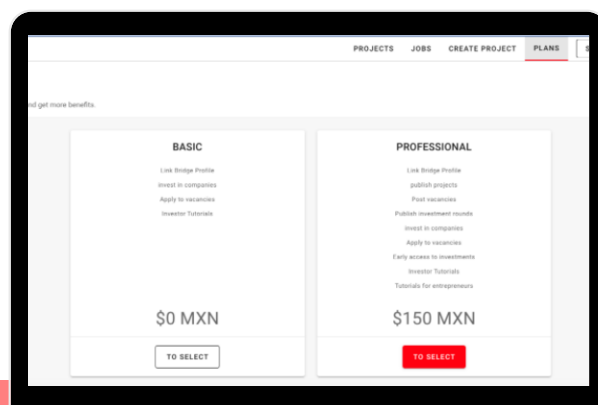 PROJECTS JOBS CREATE PROJECT PLANS
nd get more benefits.
BASIC
Link Bridge Profile
invest in companies
Apply to vacancies
Investor Tutorials
$0 MXN
TO SELECT
PROFESSIONAL
Link Bridge Profile
publish projects
Post vacancies
Publish investment rounds
invest in companies
Apply to vacancies
Early access to investments
Investor Tutorials
Tutorials for entrepreneurs
$150 MXN
TO SELECT